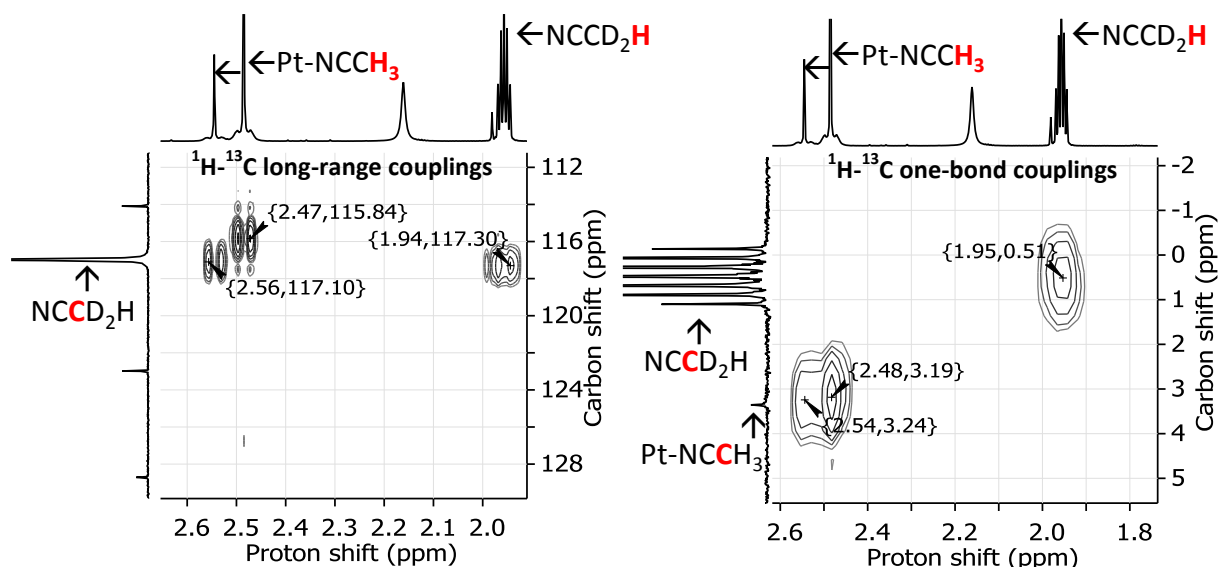 ←NCCD₂H
←
←Pt-NCCH₃
¹H-¹³C long-range couplings
{2.47,115.84}
{1.94,117.30}
{2.56,117.10}
↑
NCCD₂H
112
116
120
124
128
Carbon shift (ppm)
2.6 2.5 2.4 2.3 2.2 2.1 2.0
Proton shift (ppm)
←NCCD₂H
←
←Pt-NCCH₃
¹H-¹³C one-bond couplings
{1.95,0.51}
{2.48,3.19}
{2.54,3.24}
↑
NCCD₂H
↑
Pt-NCCH₃
-2
-1
0
1
2
3
4
5
Carbon shift (ppm)
2.6 2.4 2.2 2.0 1.8
Proton shift (ppm)